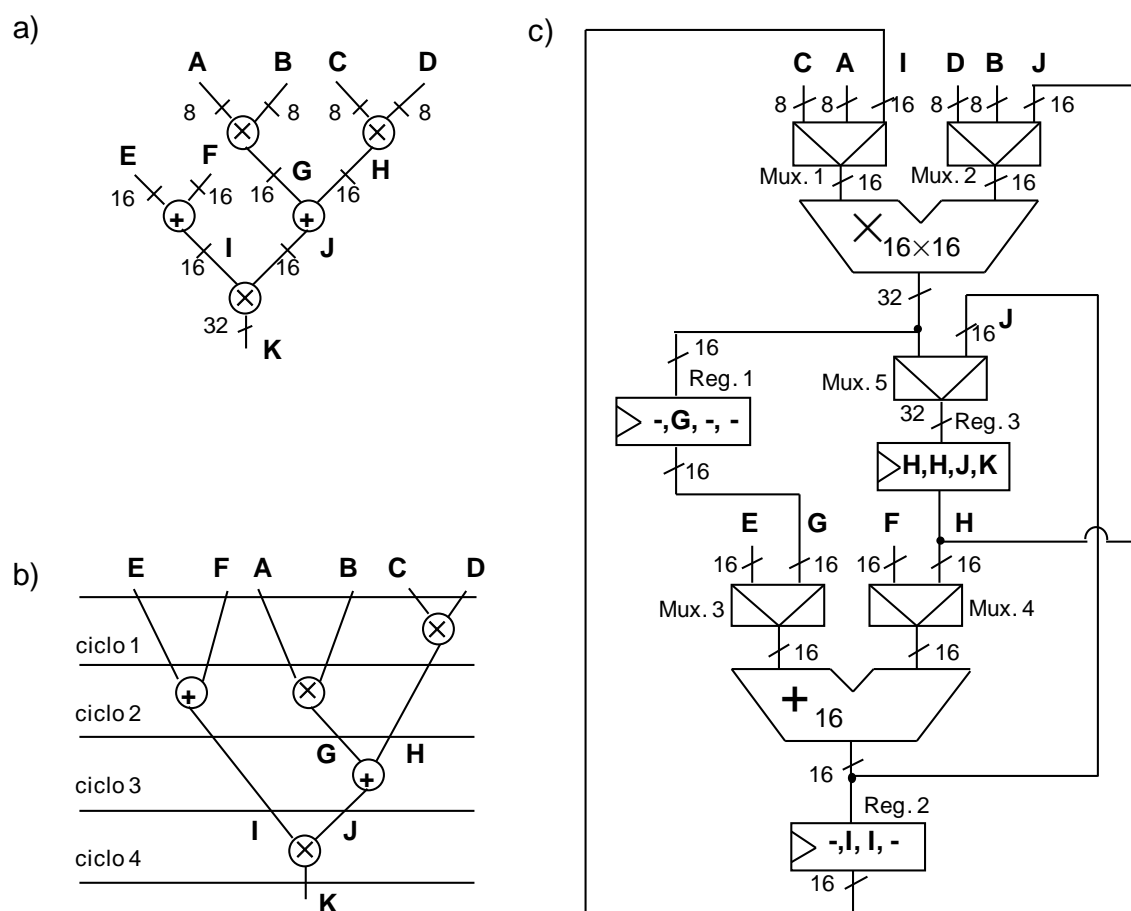 a)
A B C D
8 8 8 8
× ×
E F G H
16 16 16 16
+ +
I J
16 16
×
32
K
b)
E F A B C D
ciclo 1 ×
ciclo 2 + ×
G H
ciclo 3 +
I J
ciclo 4 ×
K
c)
C A I D B J
8 8 16 8 8 16
Mux. 1 16 Mux. 2 16
× 16×16
32
16 J
16 Reg. 1 Mux. 5
32 Reg. 3
-,G, -, -
H,H,J,K
16
E G F H
16 16 16 16
Mux. 3 Mux. 4
16 16
+ 16
16
Reg. 2
-,I, I, -
16